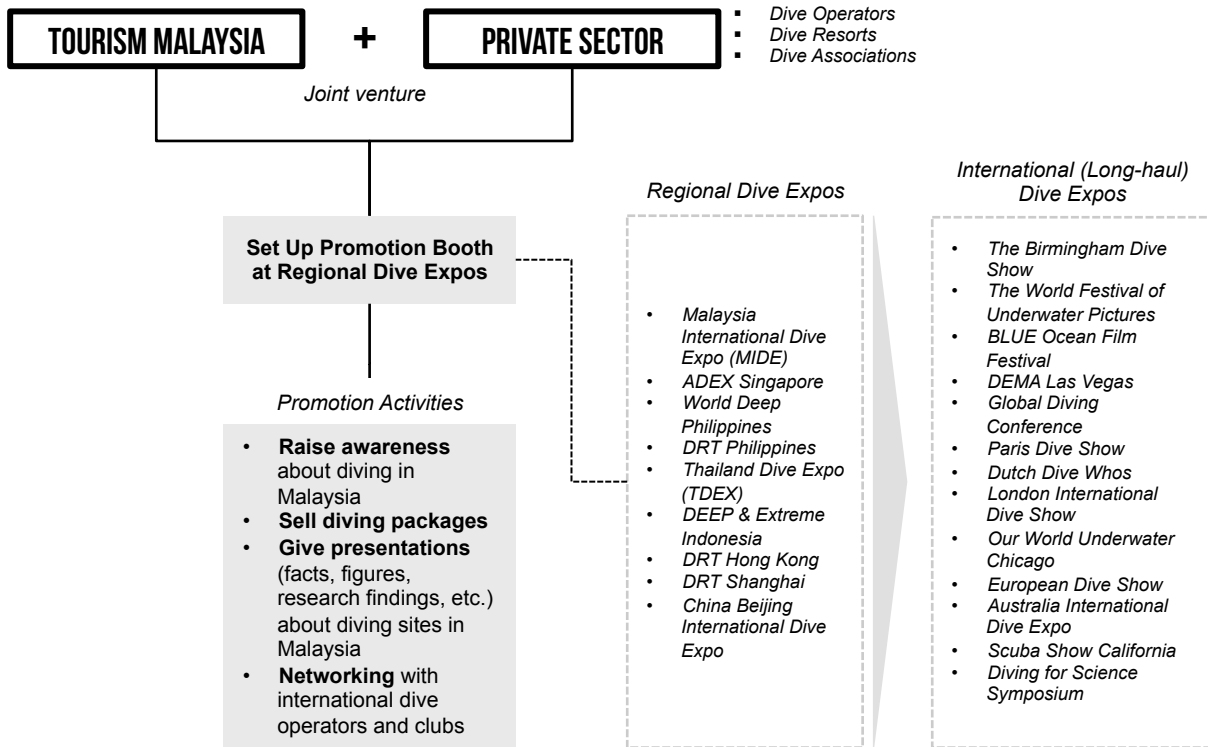 TOURISM MALAYSIA
+
PRIVATE SECTOR
▪ Dive Operators
▪ Dive Resorts
▪ Dive Associations
Joint venture
Set Up Promotion Booth
at Regional Dive Expos
Promotion Activities
• Raise awareness
about diving in
Malaysia
• Sell diving packages
• Give presentations
(facts, figures,
research findings, etc.)
about diving sites in
Malaysia
• Networking with
international dive
operators and clubs
Regional Dive Expos
• Malaysia
International Dive
Expo (MIDE)
• ADEX Singapore
• World Deep
Philippines
• DRT Philippines
• Thailand Dive Expo
(TDEX)
• DEEP & Extreme
Indonesia
• DRT Hong Kong
• DRT Shanghai
• China Beijing
International Dive
Expo
International (Long-haul)
Dive Expos
• The Birmingham Dive
Show
• The World Festival of
Underwater Pictures
• BLUE Ocean Film
Festival
• DEMA Las Vegas
• Global Diving
Conference
• Paris Dive Show
• Dutch Dive Whos
• London International
Dive Show
• Our World Underwater
Chicago
• European Dive Show
• Australia International
Dive Expo
• Scuba Show California
• Diving for Science
Symposium